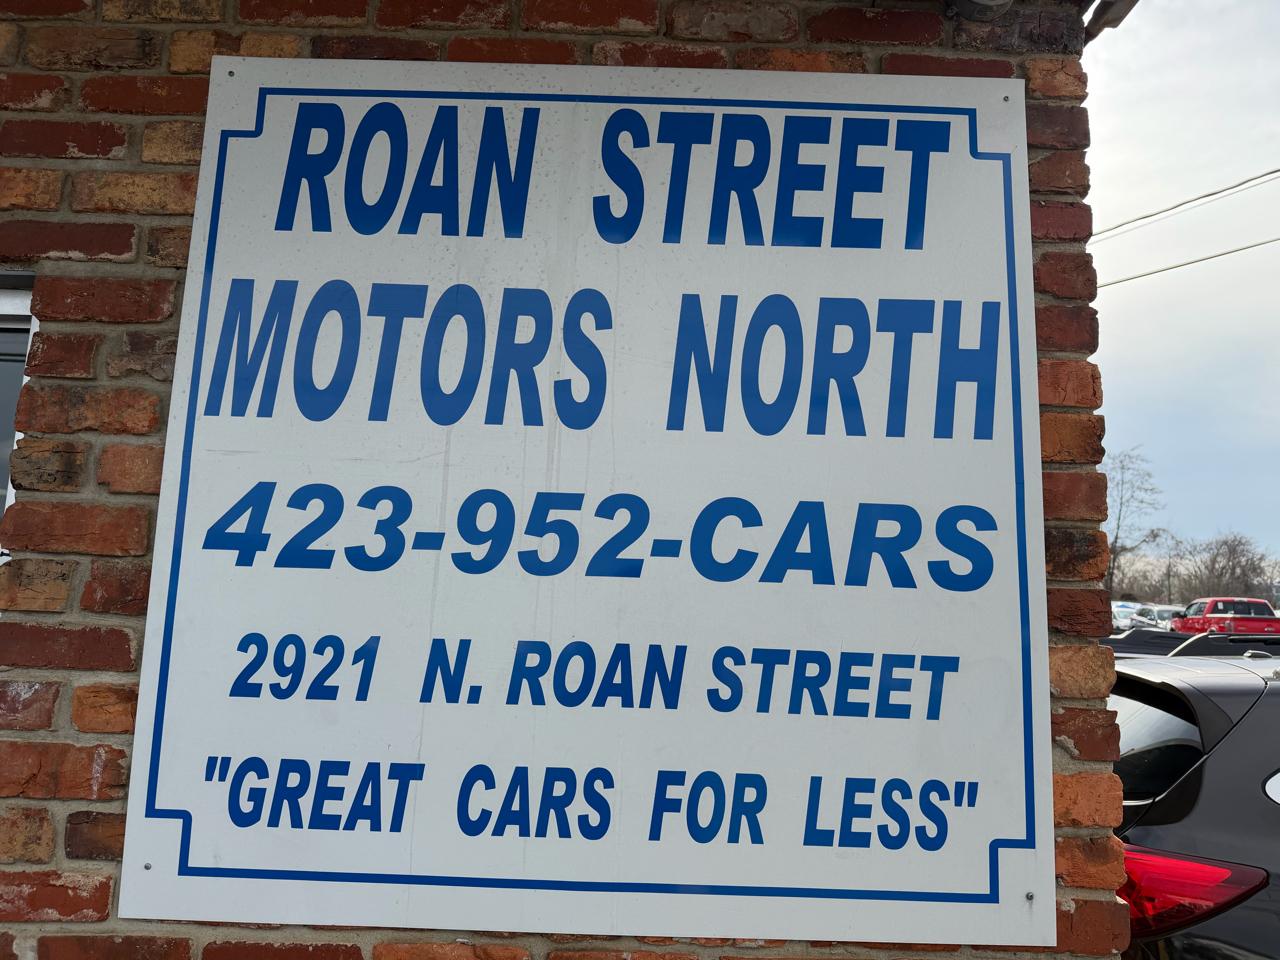 ROAN STREET
MOTORS NORTH
423-952-CARS
2921 N. ROAN STREET
"GREAT CARS FOR LESS"